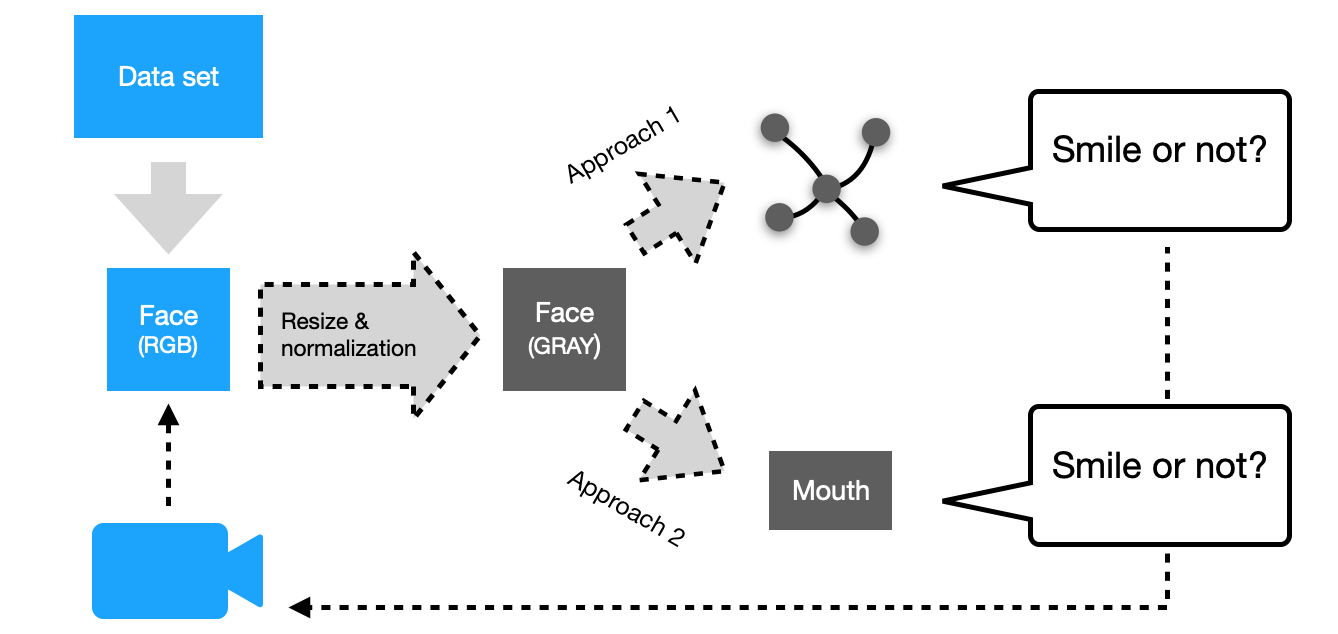 Data set
Approach 1
Smile or not?
Face
(RGB)
Resize &
normalization
Face
(GRAY)
Approach 2
Mouth
Smile or not?